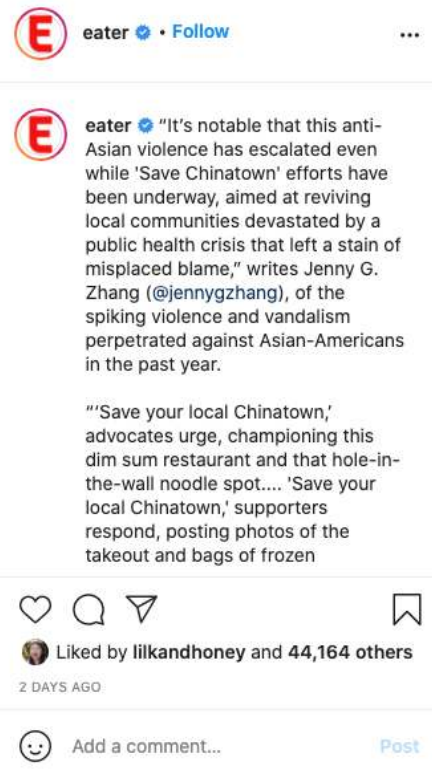 E eater • Follow ...
E eater “It’s notable that this anti-
Asian violence has escalated even
while 'Save Chinatown' efforts have
been underway, aimed at reviving
local communities devastated by a
public health crisis that left a stain of
misplaced blame,” writes Jenny G.
Zhang (@jennygzhang), of the
spiking violence and vandalism
perpetrated against Asian-Americans
in the past year.
“‘Save your local Chinatown,’
advocates urge, championing this
dim sum restaurant and that hole-in-
the-wall noodle spot.... 'Save your
local Chinatown,' supporters
respond, posting photos of the
takeout and bags of frozen
Liked by lilkandhoney and 44,164 others
2 DAYS AGO
Add a comment... Post